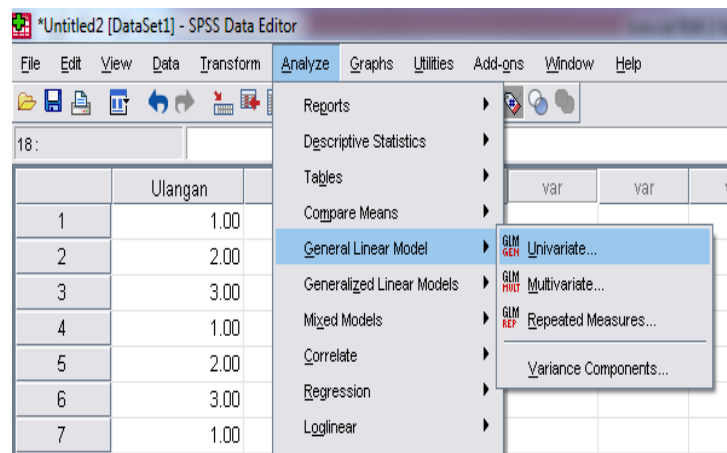 *Untitled2 [DataSet1] - SPSS Data Editor
File Edit View Data Transform Analyze Graphs Utilities Add-ons Window Help
18 :
Reports
Descriptive Statistics
Tables
Compare Means
General Linear Model
Generalized Linear Models
Mixed Models
Correlate
Regression
Loglinear
GLM GEN Univariate...
GLM MULT Multivariate...
GLM REP Repeated Measures...
Variance Components...
Ulangan var var
1 1.00
2 2.00
3 3.00
4 1.00
5 2.00
6 3.00
7 1.00